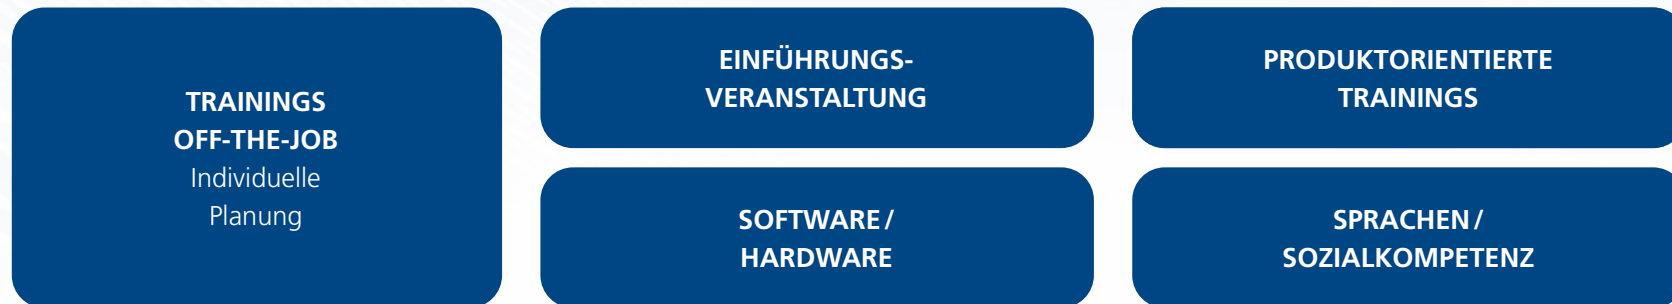 TRAININGS
OFF-THE-JOB
Individuelle
Planung
EINFÜHRUNGS-
VERANSTALTUNG
PRODUKTORIENTIERTE
TRAININGS
SOFTWARE /
HARDWARE
SPRACHEN /
SOZIALKOMPETENZ